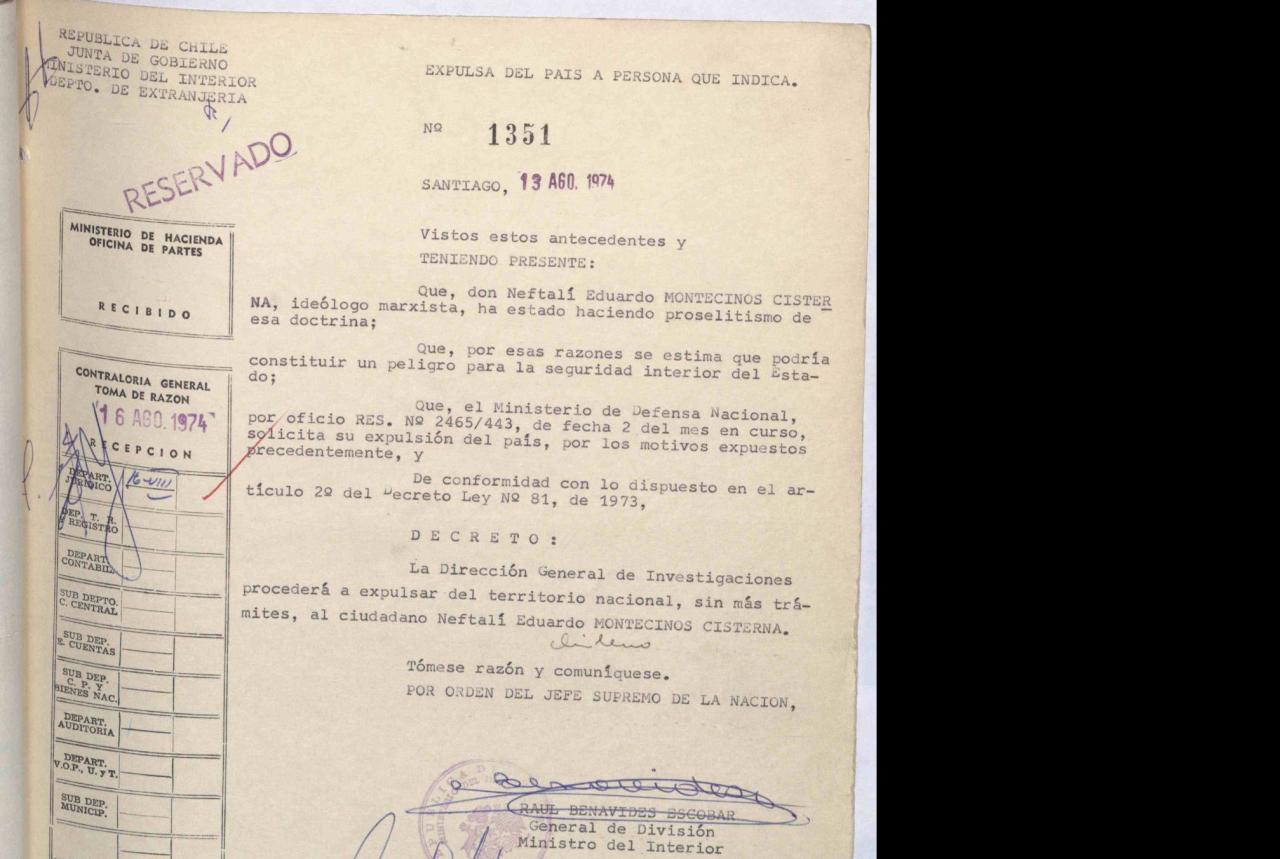 REPUBLICA DE CHILE
JUNTA DE GOBIERNO
MINISTERIO DEL INTERIOR
DEPTO. DE EXTRANJERIA
EXPULSA DEL PAIS A PERSONA QUE INDICA.
Nº 1351
RESERVADO
SANTIAGO, 13 AGO. 1974
MINISTERIO DE HACIENDA
OFICINA DE PARTES
RECIBIDO
Vistos estos antecedentes y
TENIENDO PRESENTE:
Que, don Neftalí Eduardo MONTECINOS CISTER
NA, ideólogo marxista, ha estado haciendo proselitismo de
esa doctrina;
Que, por esas razones se estima que podría
constituir un peligro para la seguridad interior del Esta-
do;
Que, el Ministerio de Defensa Nacional,
por oficio RES. Nº 2465/443, de fecha 2 del mes en curso,
solicita su expulsión del país, por los motivos expuestos
precedentemente, y
De conformidad con lo dispuesto en el ar-
tículo 2º del Decreto Ley Nº 81, de 1973,
D E C R E T O :
La Dirección General de Investigaciones
procederá a expulsar del territorio nacional, sin más trá-
mites, al ciudadano Neftalí Eduardo MONTECINOS CISTERNA.
chileno
Tómese razón y comuníquese.
POR ORDEN DEL JEFE SUPREMO DE LA NACION,
RAUL BENAVIDES ESCOBAR
General de División
Ministro del Interior
CONTRALORIA GENERAL
TOMA DE RAZON
16 AGO. 1974
RECEPCION
DEPART.
JURIDICO
16-VIII
DEP. T. R.
Y REGISTRO
DEPART.
CONTABIL.
SUB DEPTO.
C. CENTRAL
SUB DEP.
E. CUENTAS
SUB DEP.
C. P. Y
BIENES NAC.
DEPART.
AUDITORIA
DEPART.
V.O.P., U. y T.
SUB DEP.
MUNICIP.